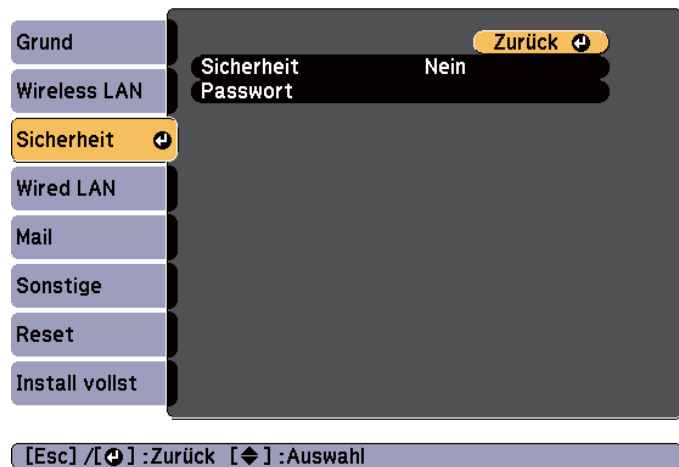 Grund
Wireless LAN
Sicherheit
Wired LAN
Mail
Sonstige
Reset
Install vollst
Zurück
Sicherheit Nein
Passwort
[Esc] /[⏎] :Zurück [◆] :Auswahl